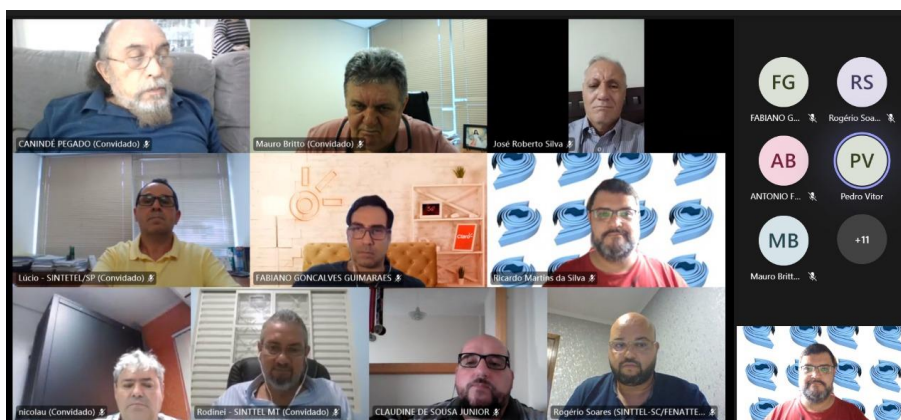 CANINDÉ PEGADO (Convidado)
Mauro Britto (Convidado)
José Roberto Silva
FG
RS
FABIANO G...
Rogério Soa...
Lúcio - SINTETEL/SP (Convidado)
FABIANO GONCALVES GUIMARAES
Ricardo Martins da Silva
AB
PV
ANTONIO F...
Pedro Vitor
MB
+11
Mauro Britt...
nicolau (Convidado)
Rodinei - SINTTEL MT (Convidado)
CLAUDINE DE SOUSA JUNIOR
Rogério Soares (SINTTEL-SC/FENATTE...